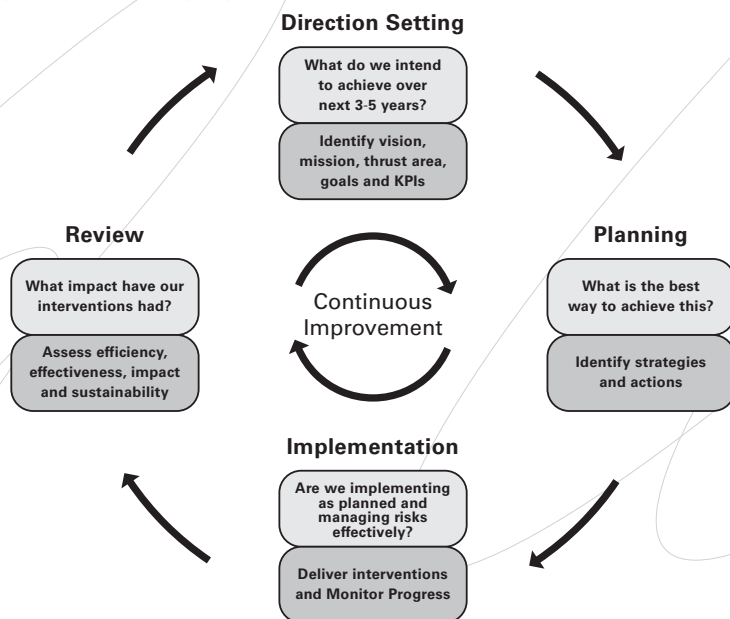 Direction Setting
What do we intend
to achieve over
next 3-5 years?
Identify vision,
mission, thrust area,
goals and KPIs
Review
What impact have our
interventions had?
Assess efficiency,
effectiveness, impact
and sustainability
Continuous
Improvement
Planning
What is the best
way to achieve this?
Identify strategies
and actions
Implementation
Are we implementing
as planned and
managing risks
effectively?
Deliver interventions
and Monitor Progress